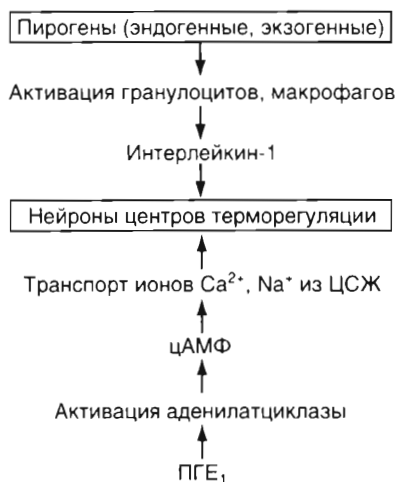 Пирогены (эндогенные, экзогенные)
Активация гранулоцитов, макрофагов
Интерлейкин-1
Нейроны центров терморегуляции
Транспорт ионов Ca²⁺, Na⁺ из ЦСЖ
цАМФ
Активация аденилатциклазы
ПГЕ₁